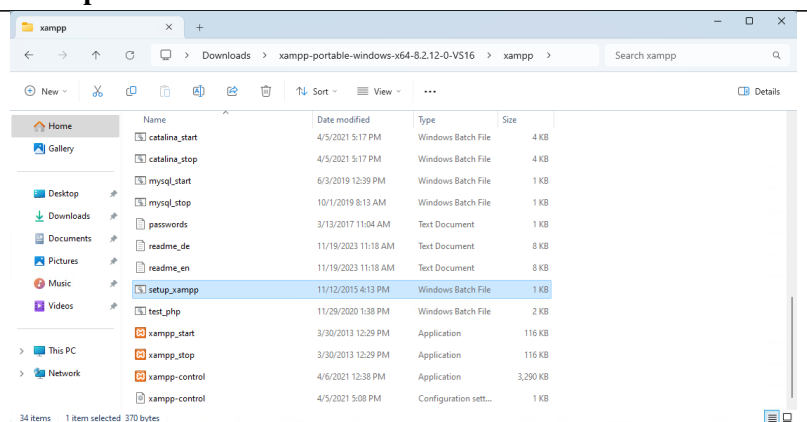 xampp
Downloads > xampp-portable-windows-x64-8.2.12-0-VS16 > xampp >
Search xampp
New
Sort
View
Details
Home
Gallery
Desktop
Downloads
Documents
Pictures
Music
Videos
This PC
Network
Name Date modified Type Size
catalina_start 4/5/2021 5:17 PM Windows Batch File 4 KB
catalina_stop 4/5/2021 5:17 PM Windows Batch File 4 KB
mysql_start 6/3/2019 12:39 PM Windows Batch File 1 KB
mysql_stop 10/1/2019 8:13 AM Windows Batch File 1 KB
passwords 3/13/2017 11:04 AM Text Document 1 KB
readme_de 11/19/2023 11:18 AM Text Document 8 KB
readme_en 11/19/2023 11:18 AM Text Document 8 KB
setup_xampp 11/12/2015 4:13 PM Windows Batch File 1 KB
test_php 11/29/2020 1:38 PM Windows Batch File 2 KB
xampp_start 3/30/2013 12:29 PM Application 116 KB
xampp_stop 3/30/2013 12:29 PM Application 116 KB
xampp-control 4/6/2021 12:38 PM Application 3,290 KB
xampp-control 4/5/2021 5:08 PM Configuration sett... 1 KB
34 items 1 item selected 370 bytes